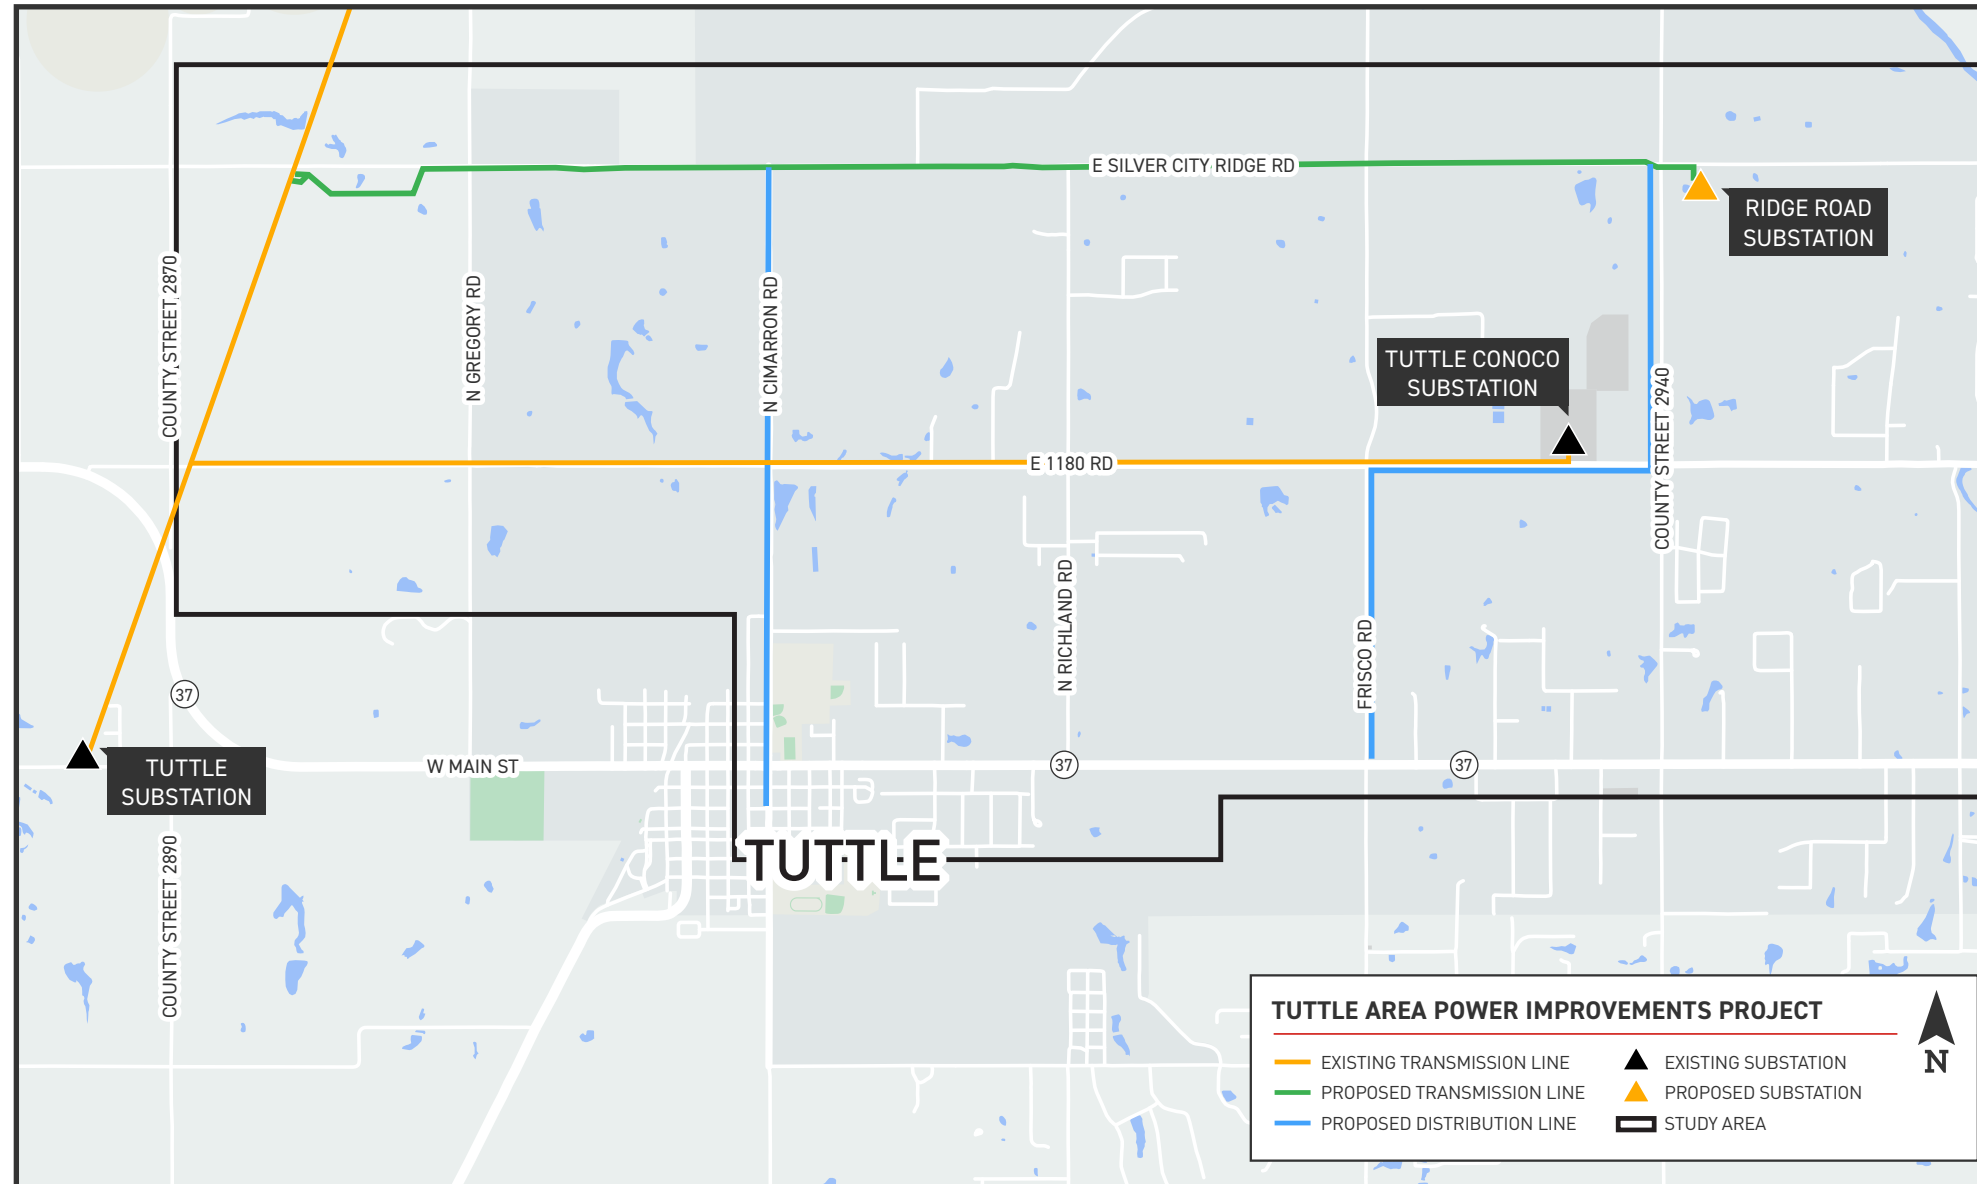 E SILVER CITY RIDGE RD
RIDGE ROAD
SUBSTATION
COUNTY STREET 2870
N GREGORY RD
N CIMARRON RD
TUTTLE CONOCO
SUBSTATION
COUNTY STREET 2940
E 1180 RD
N RICHLAND RD
FRISCO RD
37
TUTTLE
SUBSTATION
W MAIN ST
37
37
TUTTLE
COUNTY STREET 2890
TUTTLE AREA POWER IMPROVEMENTS PROJECT
EXISTING TRANSMISSION LINE
PROPOSED TRANSMISSION LINE
PROPOSED DISTRIBUTION LINE
EXISTING SUBSTATION
PROPOSED SUBSTATION
STUDY AREA
N